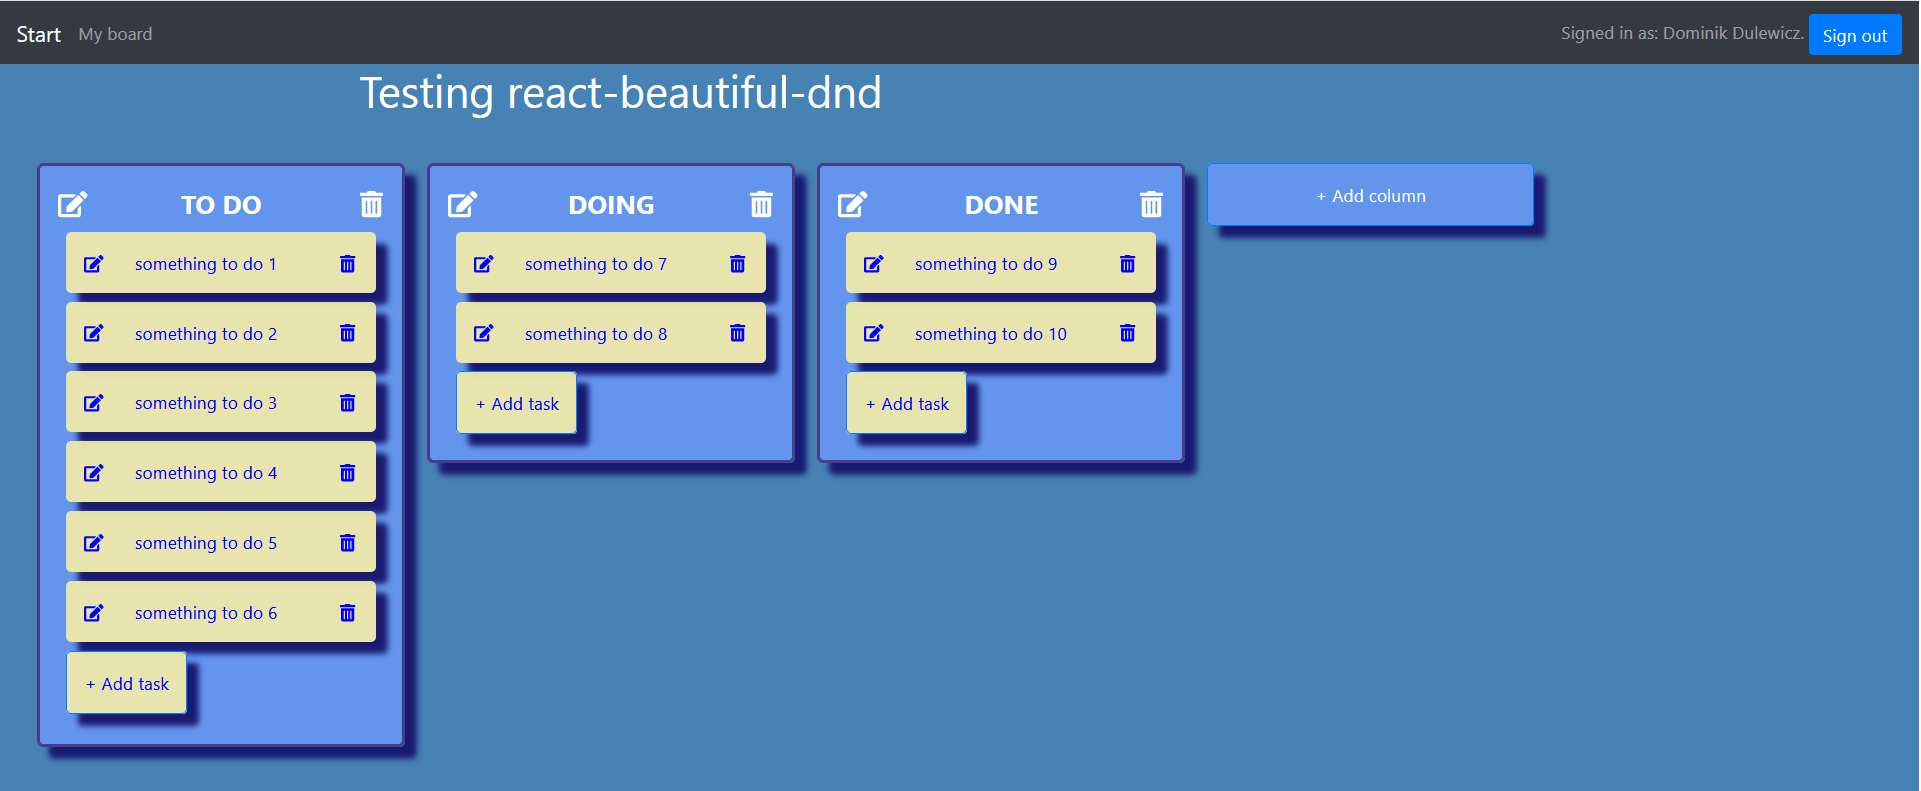 Start My board Signed in as: Dominik Dulewicz. Sign out
Testing react-beautiful-dnd
TO DO
something to do 1
something to do 2
something to do 3
something to do 4
something to do 5
something to do 6
+ Add task
DOING
something to do 7
something to do 8
+ Add task
DONE
something to do 9
something to do 10
+ Add task
+ Add column